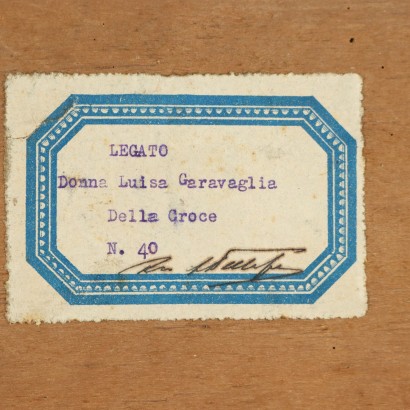 LEGATO
Donna Luisa Garavaglia
Della Croce
N. 40